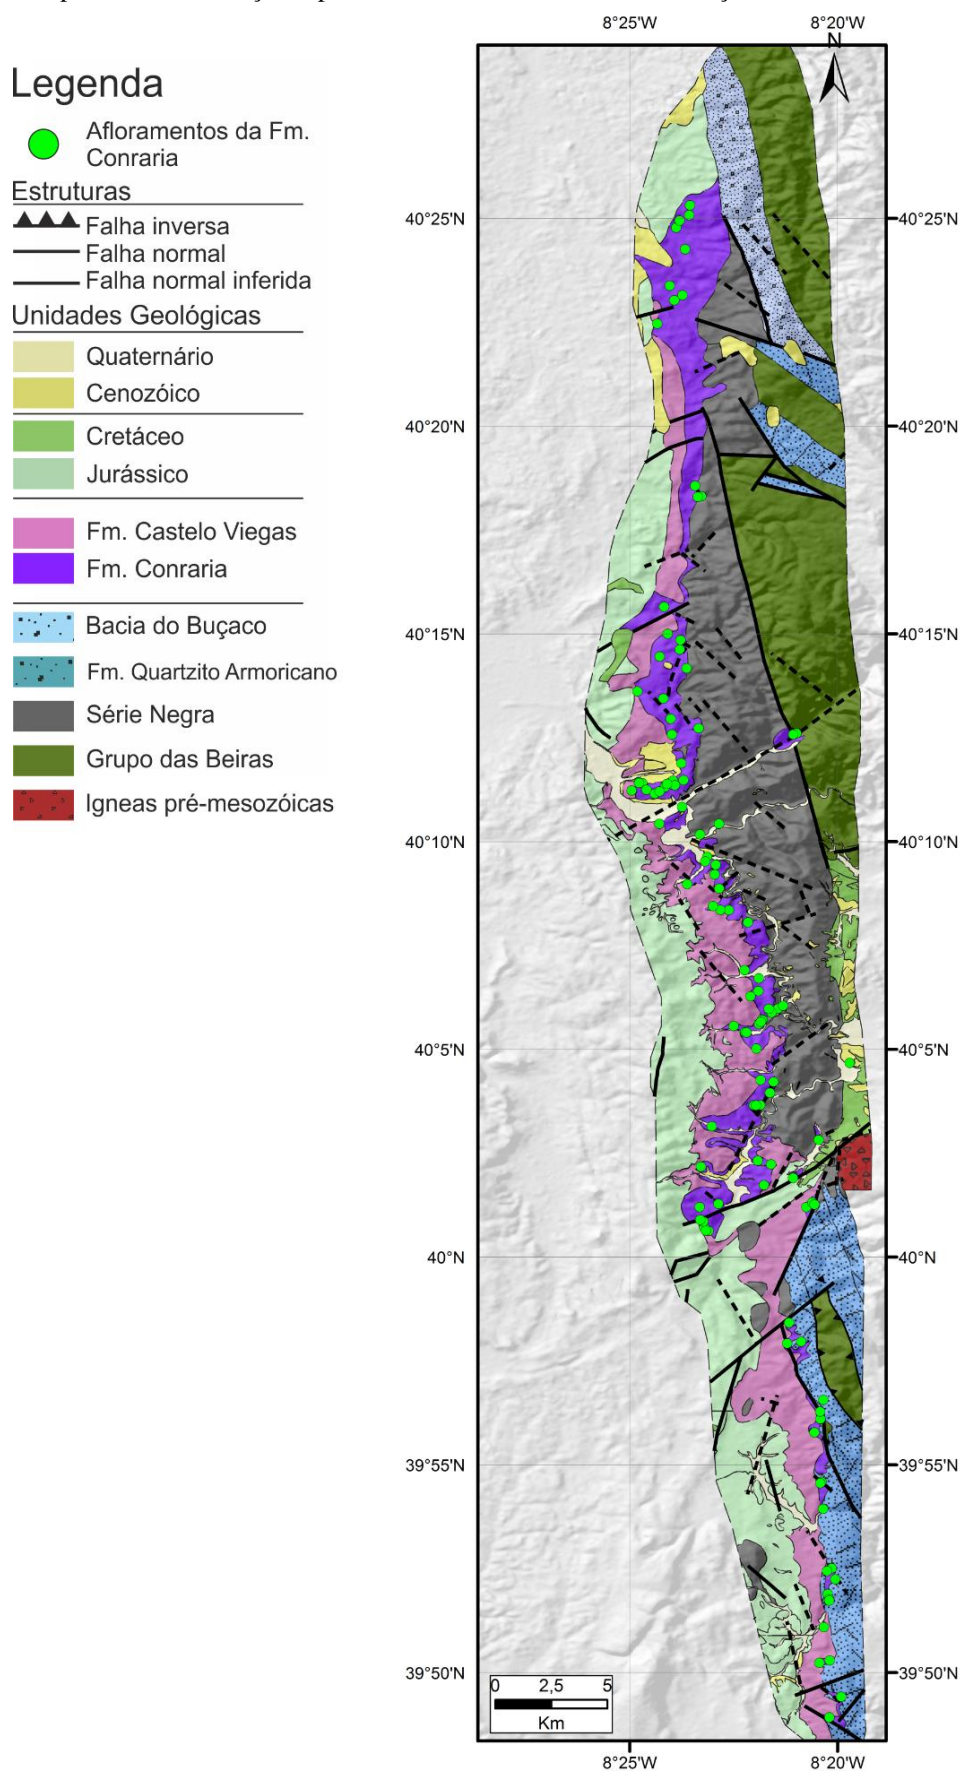 Legenda
Afloramentos da Fm.
Conraria
Estruturas
Falha inversa
Falha normal
Falha normal inferida
Unidades Geológicas
Quaternário
Cenozóico
Cretáceo
Jurássico
Fm. Castelo Viegas
Fm. Conraria
Bacia do Buçaco
Fm. Quartzito Armoricano
Série Negra
Grupo das Beiras
Igneas pré-mesozóicas
8°25'W 8°20'W
N
40°25'N 40°25'N
40°20'N 40°20'N
40°15'N 40°15'N
40°10'N 40°10'N
40°5'N 40°5'N
40°N 40°N
39°55'N 39°55'N
39°50'N 39°50'N
0 2,5 5
Km
8°25'W 8°20'W